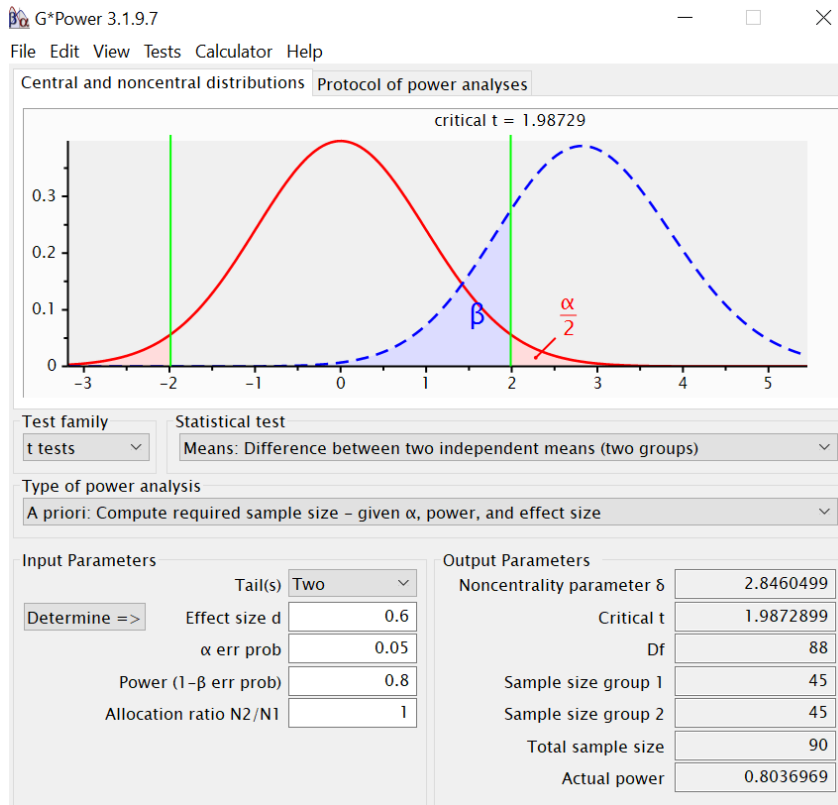 βα G*Power 3.1.9.7
File Edit View Tests Calculator Help
Central and noncentral distributions Protocol of power analyses
critical t = 1.98729
0.3
0.2
0.1
0
β
α
2
-3 -2 -1 0 1 2 3 4 5
Test family Statistical test
t tests Means: Difference between two independent means (two groups)
Type of power analysis
A priori: Compute required sample size – given α, power, and effect size
Input Parameters Output Parameters
Tail(s) Two Noncentrality parameter δ 2.8460499
Determine => Effect size d 0.6 Critical t 1.9872899
α err prob 0.05 Df 88
Power (1-β err prob) 0.8 Sample size group 1 45
Allocation ratio N2/N1 1 Sample size group 2 45
Total sample size 90
Actual power 0.8036969